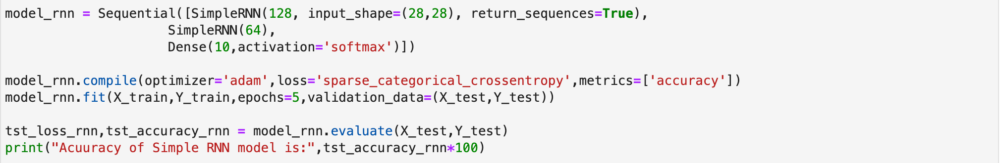 model_rnn = Sequential([SimpleRNN(128, input_shape=(28,28), return_sequences=True),
                     SimpleRNN(64),
                     Dense(10,activation='softmax')])

model_rnn.compile(optimizer='adam',loss='sparse_categorical_crossentropy',metrics=['accuracy'])
model_rnn.fit(X_train,Y_train,epochs=5,validation_data=(X_test,Y_test))

tst_loss_rnn,tst_accuracy_rnn = model_rnn.evaluate(X_test,Y_test)
print("Acuuracy of Simple RNN model is:",tst_accuracy_rnn*100)